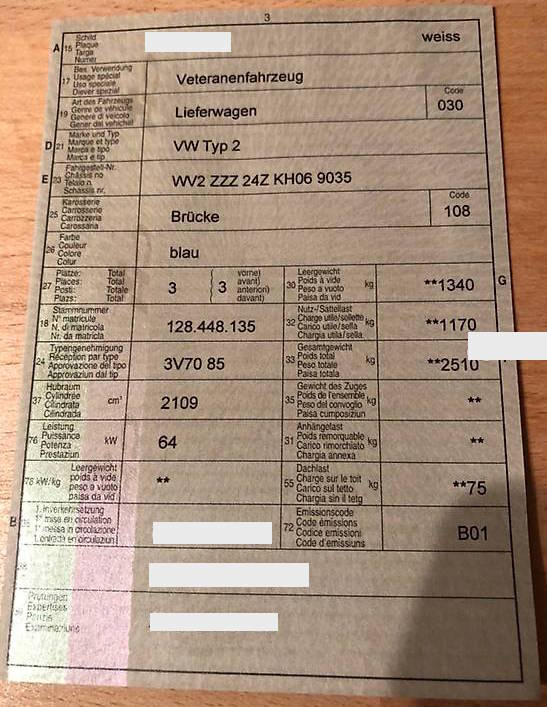 3
A 15 Schild
Plaque
Targa
Numer
weiss
17 Bes. Verwendung
Usage spécial
Uso speciale
Diever spezial
Veteranenfahrzeug
19 Art des Fahrzeugs
Genre de véhicule
Genere di veicolo
Gener dal vehichel
Lieferwagen
Code
030
D 21 Marke und Typ
Marque et type
Marca e tipo
Marca e tip
VW Typ 2
E 23 Fahrgestell-Nr.
Châssis no
Telaio n.
Schassis nr.
WV2 ZZZ 24Z KH06 9035
25 Karosserie
Carrosserie
Carrozzeria
Carossaria
Brücke
Code
108
26 Farbe
Couleur
Colore
Colur
blau
27 Plätze: Total
Places: Total
Posti: Totale
Plazs: Total
3
( 3
vorne)
avant)
anteriori)
davant)
30 Leergewicht
Poids à vide
Peso a vuoto
Paisa da vid
kg
**1340
G
18 Stammnummer
N° matricule
N. di matricola
Nr. da matricla
128.448.135
32 Nutz-/Sattellast
Charge utile/sellette
Carico utile/sella
Chargia utila/sella
kg
**1170
24 Typengenehmigung
Réception par type
Approvazione del tipo
Approvaziun dal tip
3V70 85
33 Gesamtgewicht
Poids total
Peso totale
Paisa totala
kg
**2510
37 Hubraum
Cylindrée
Cilindrata
Cilindrada
cm³
2109
35 Gewicht des Zuges
Poids de l'ensemble
Peso del convoglio
Paisa cumposiziun
kg
**
76 Leistung
Puissance
Potenza
Prestaziun
kW
64
31 Anhängelast
Poids remorquable
Carico rimorchiato
Chargia annexa
kg
**
78 kW/kg Leergewicht
poids à vide
peso a vuoto
paisa da vid
**
55 Dachlast
Charge sur le toit
Carico sul tetto
Chargia sin il tetg
kg
**75
B 36 1. Inverkehrsetzung
1re mise en circulation
1a messa in circolazione
72 Emissionscode
Code émissions
Codice emissioni
Code d'emissiuns
B01
Prüfungen
Expertises
Perizie
Examinaziuns